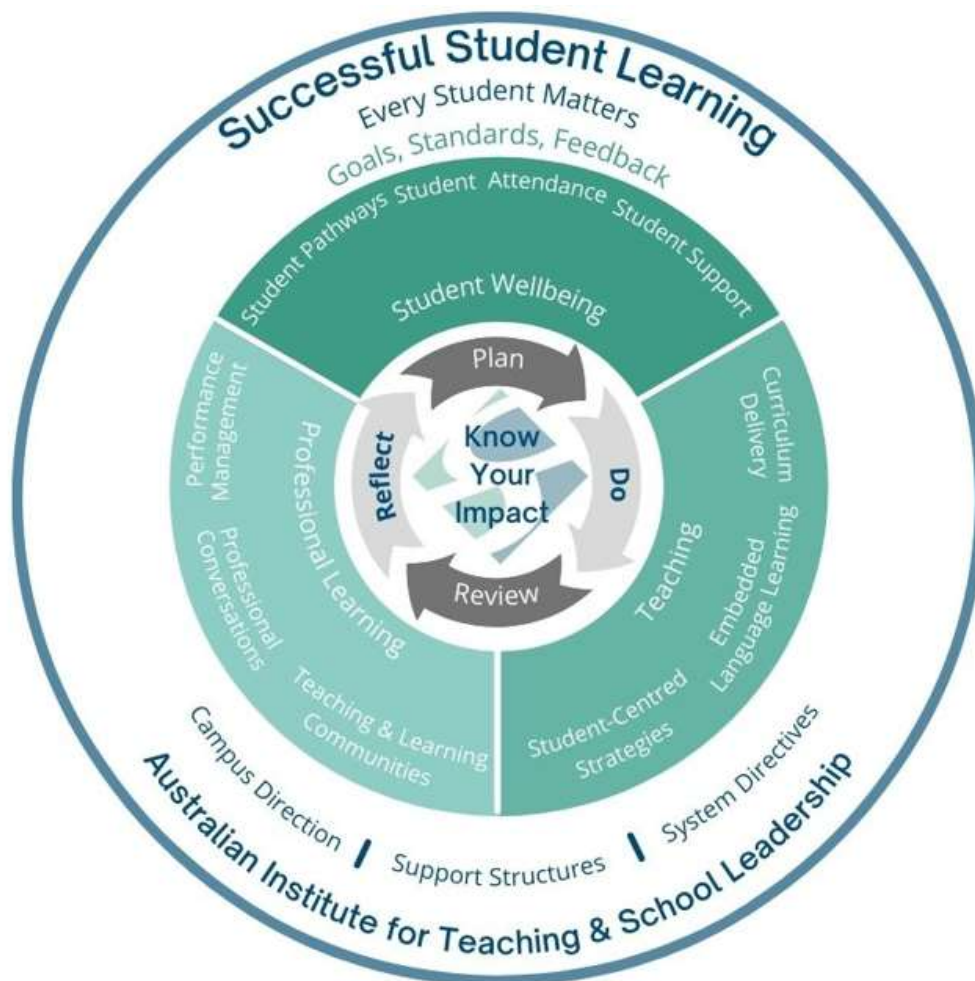 Successful Student Learning
Every Student Matters
Goals, Standards, Feedback
Student Pathways
Student Attendance
Student Support
Student Wellbeing
Plan
Do
Review
Reflect
Know
Your
Impact
Curriculum
Delivery
Embedded
Language Learning
Student-Centred
Strategies
Teaching
Performance
Management
Professional
Conversations
Teaching & Learning
Communities
Professional Learning
Campus Direction
Support Structures
System Directives
Australian Institute for Teaching & School Leadership